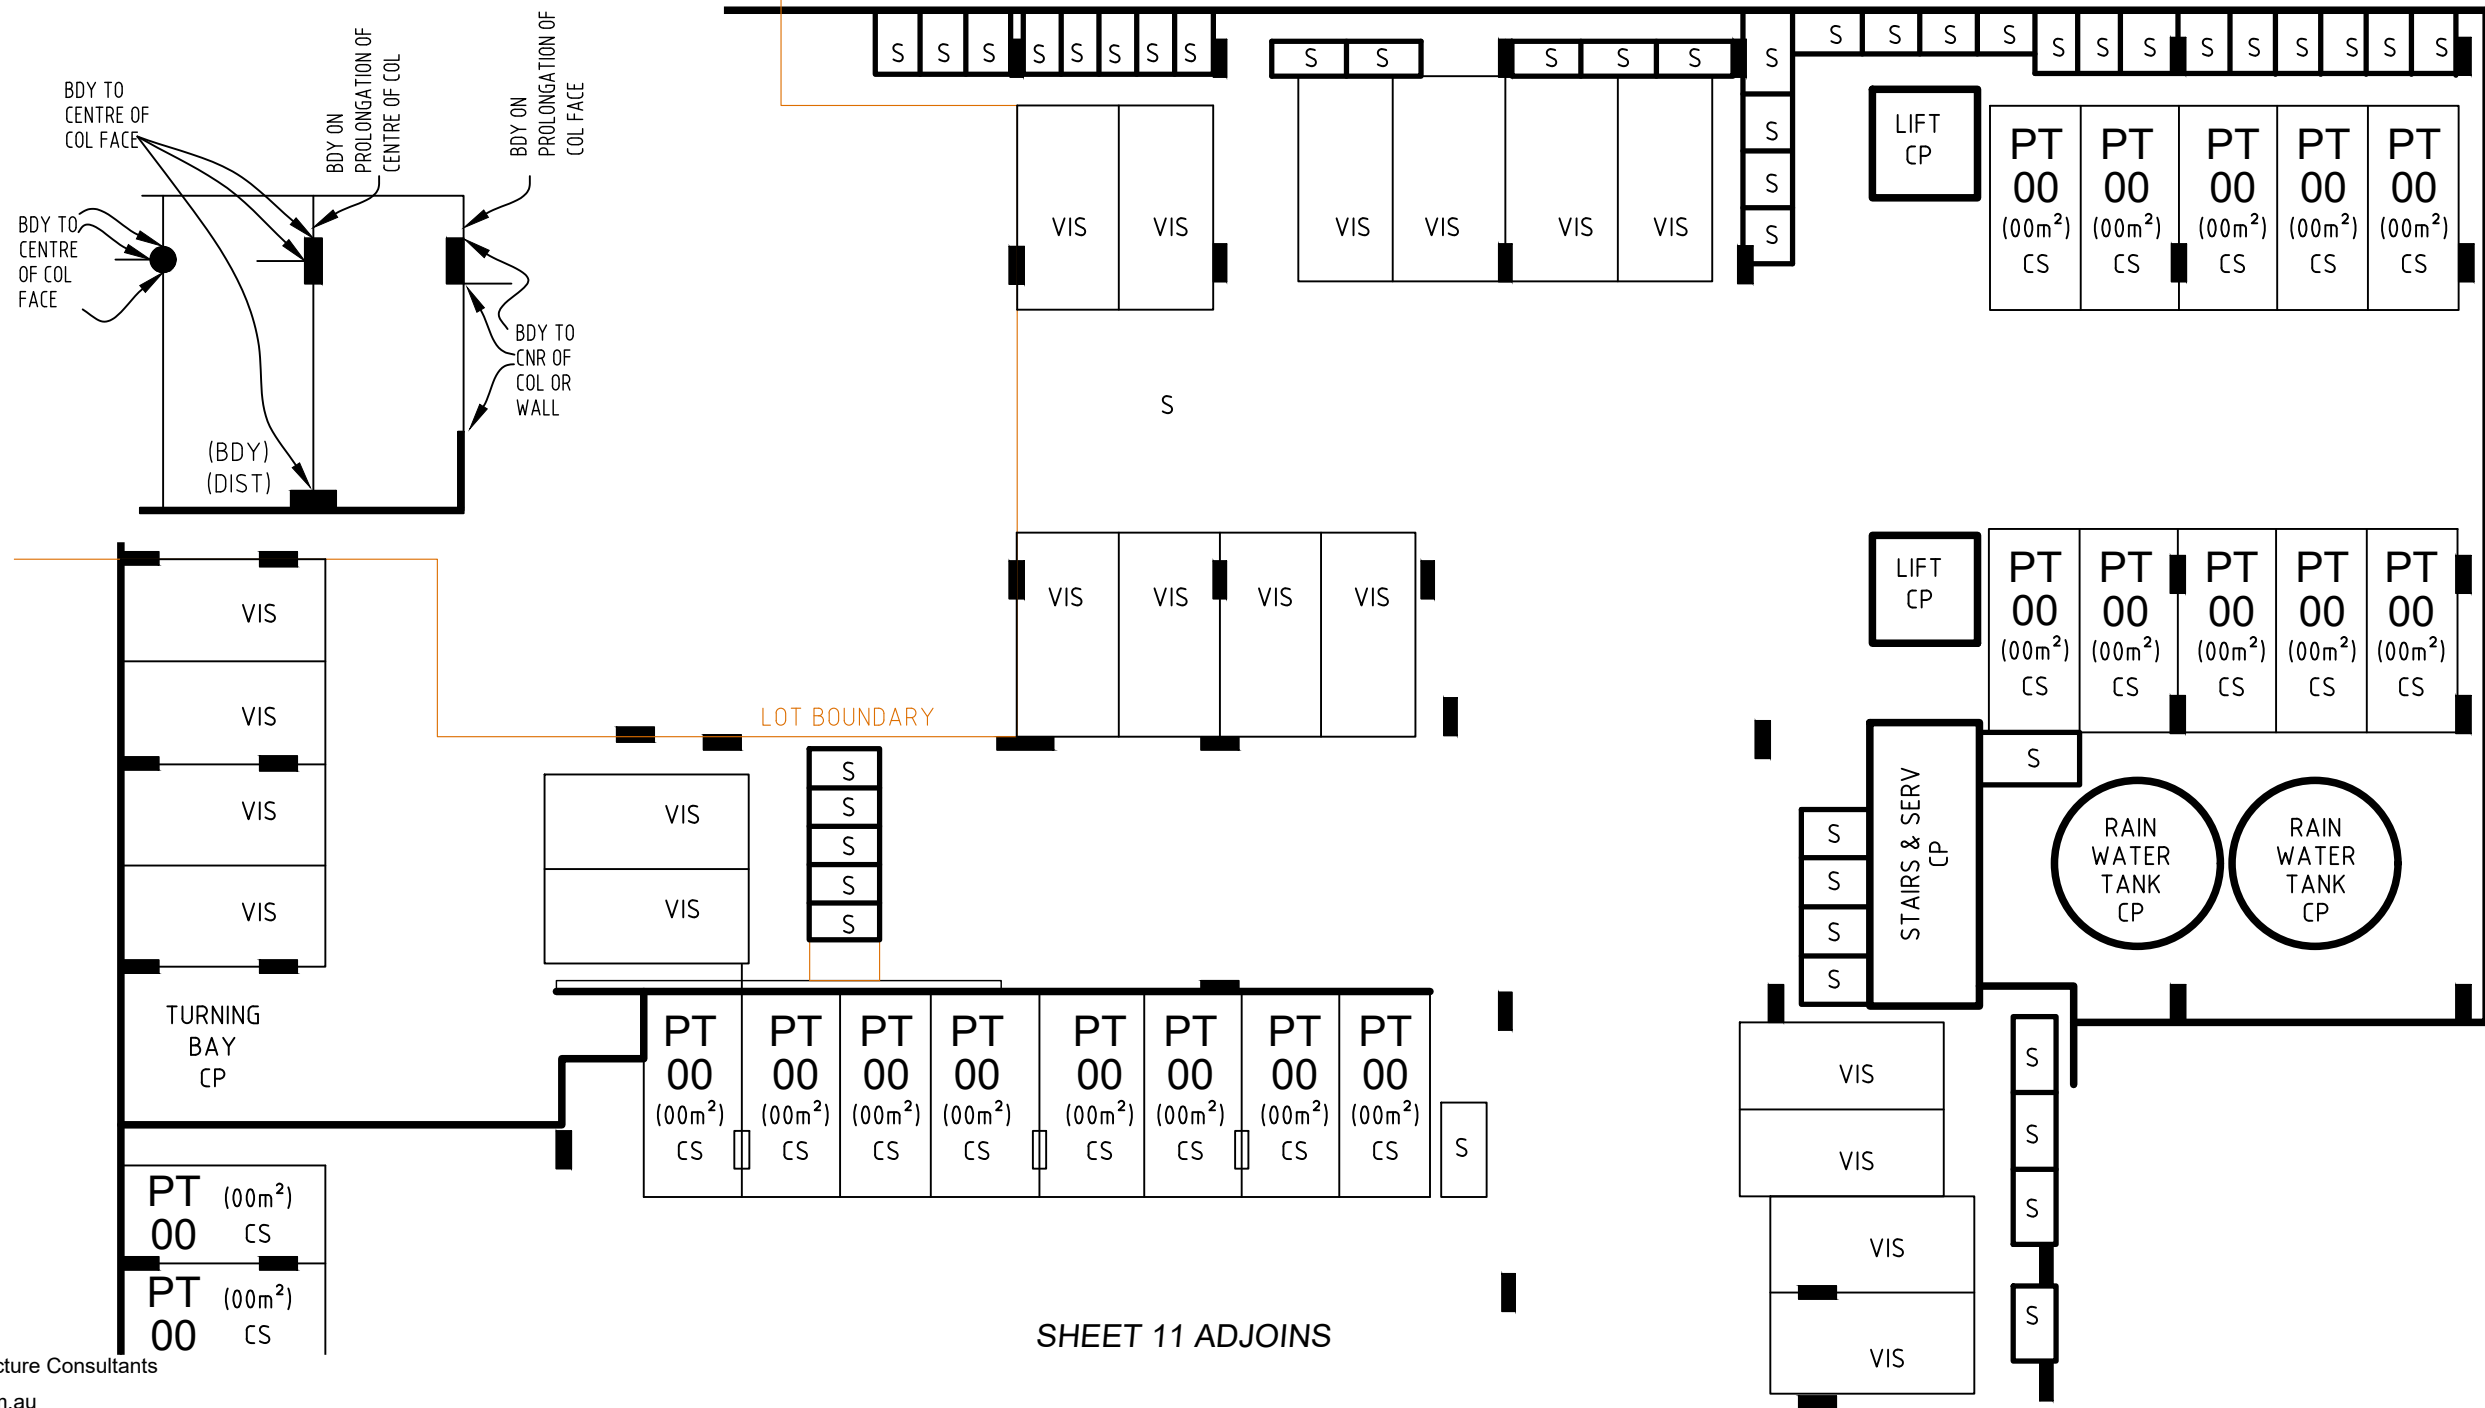 S S S S S S S S
S S
S S S
S
S S S S
S S S S S S S S S
BDY TO
CENTRE OF
COL FACE
BDY ON
PROLONGATION OF
CENTRE OF COL
BDY ON
PROLONGATION OF
COL FACE
BDY TO
CENTRE
OF COL
FACE
BDY TO
CNR OF
COL OR
WALL
(BDY)
(DIST)
VIS VIS
VIS VIS VIS VIS
S
S
S
LIFT
CP
PT PT PT PT PT
00 00 00 00 00
(00m²) (00m²) (00m²) (00m²) (00m²)
CS CS CS CS CS
S
VIS VIS VIS VIS
LIFT
CP
PT PT PT PT PT
00 00 00 00 00
(00m²) (00m²) (00m²) (00m²) (00m²)
CS CS CS CS CS
VIS
VIS
VIS
VIS
LOT BOUNDARY
VIS
VIS
S
S
S
S
S
S
S
S
S
STAIRS & SERV
CP
S
RAIN
WATER
TANK
CP
RAIN
WATER
TANK
CP
TURNING
BAY
CP
PT PT PT PT PT PT PT PT
00 00 00 00 00 00 00 00
(00m²) (00m²) (00m²) (00m²) (00m²) (00m²) (00m²) (00m²)
CS CS CS CS CS CS CS CS
S
VIS
VIS
VIS
VIS
S
S
S
S
PT (00m²)
00 CS
PT (00m²)
00 CS
SHEET 11 ADJOINS
cture Consultants
n.au